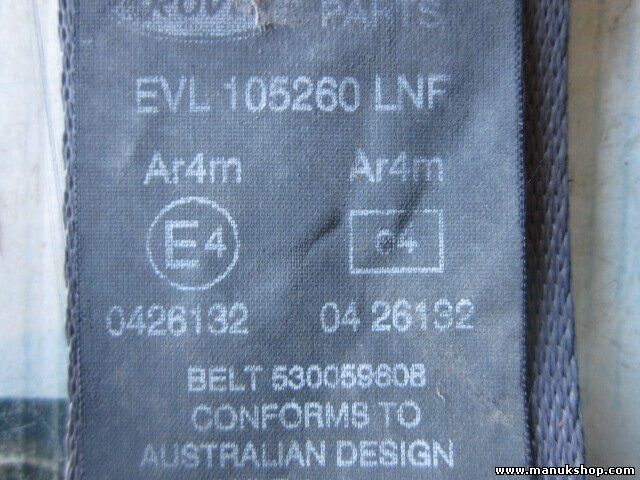 PARTS
EVL 105260 LNF
Ar4m Ar4m
E4 e4
0426132 04 26132
BELT 530059608
CONFORMS TO
AUSTRALIAN DESIGN
www.manukshop.com